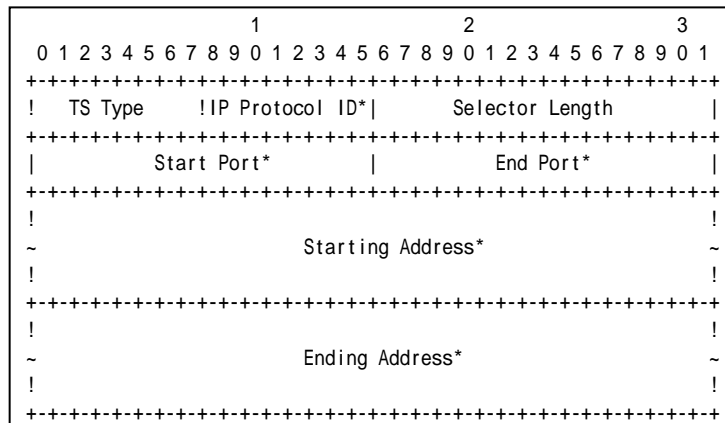 1                   2                   3
 0 1 2 3 4 5 6 7 8 9 0 1 2 3 4 5 6 7 8 9 0 1 2 3 4 5 6 7 8 9 0 1
+-+-+-+-+-+-+-+-+-+-+-+-+-+-+-+-+-+-+-+-+-+-+-+-+-+-+-+-+-+-+-+-+
!   TS Type     !IP Protocol ID*|       Selector Length         |
+-+-+-+-+-+-+-+-+-+-+-+-+-+-+-+-+-+-+-+-+-+-+-+-+-+-+-+-+-+-+-+-+
|           Start Port*         |           End Port*           |
+-+-+-+-+-+-+-+-+-+-+-+-+-+-+-+-+-+-+-+-+-+-+-+-+-+-+-+-+-+-+-+-+
!                                                               !
~                         Starting Address*                     ~
!                                                               !
+-+-+-+-+-+-+-+-+-+-+-+-+-+-+-+-+-+-+-+-+-+-+-+-+-+-+-+-+-+-+-+-+
!                                                               !
~                         Ending Address*                       ~
!                                                               !
+-+-+-+-+-+-+-+-+-+-+-+-+-+-+-+-+-+-+-+-+-+-+-+-+-+-+-+-+-+-+-+-+